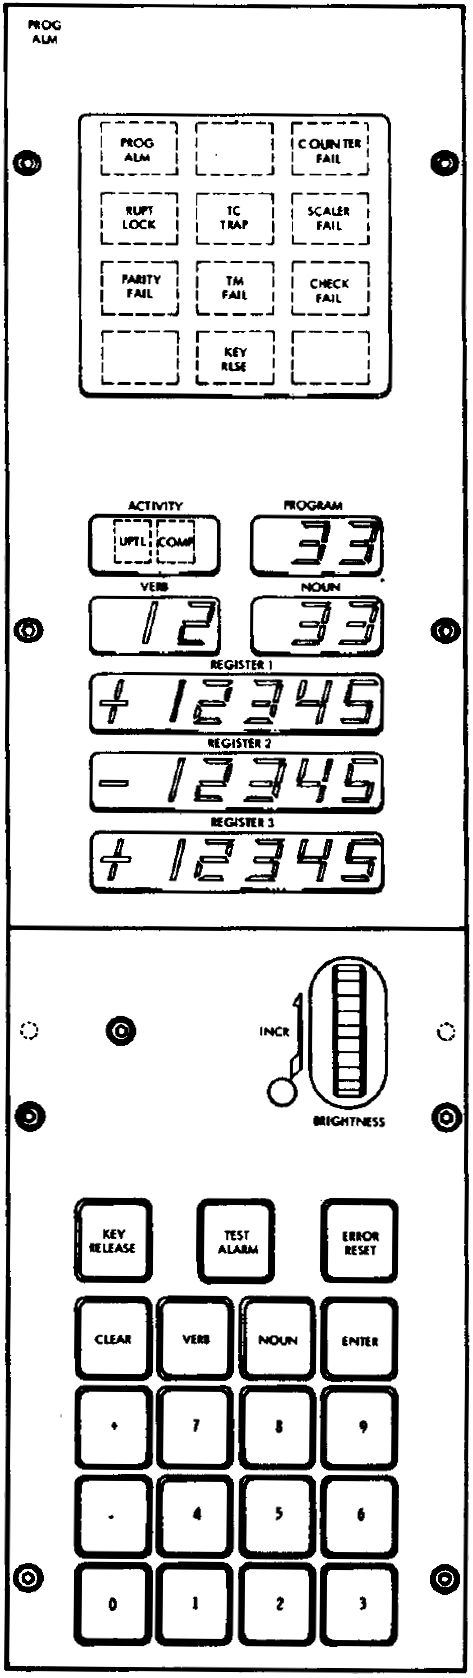 PROG
ALM
PROG
ALM
COUNTER
FAIL
RUPT
LOCK
TC
TRAP
SCALER
FAIL
PARITY
FAIL
TM
FAIL
CHECK
FAIL
KEY
RLSE
ACTIVITY
PROGRAM
UPTL
COMP
33
VERB
NOUN
12
33
REGISTER 1
+12345
REGISTER 2
-12345
REGISTER 3
+12345
INCR
BRIGHTNESS
KEY
RELEASE
TEST
ALARM
ERROR
RESET
CLEAR
VERB
NOUN
ENTER
+
7
8
9
-
4
5
6
0
1
2
3